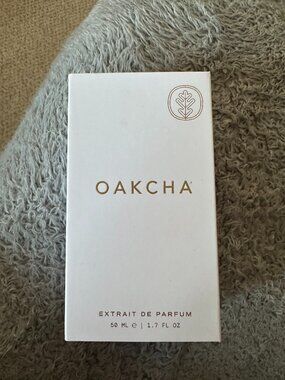 OAKCHA
EXTRAIT DE PARFUM
50 ML ℮ | 1.7 FL OZ